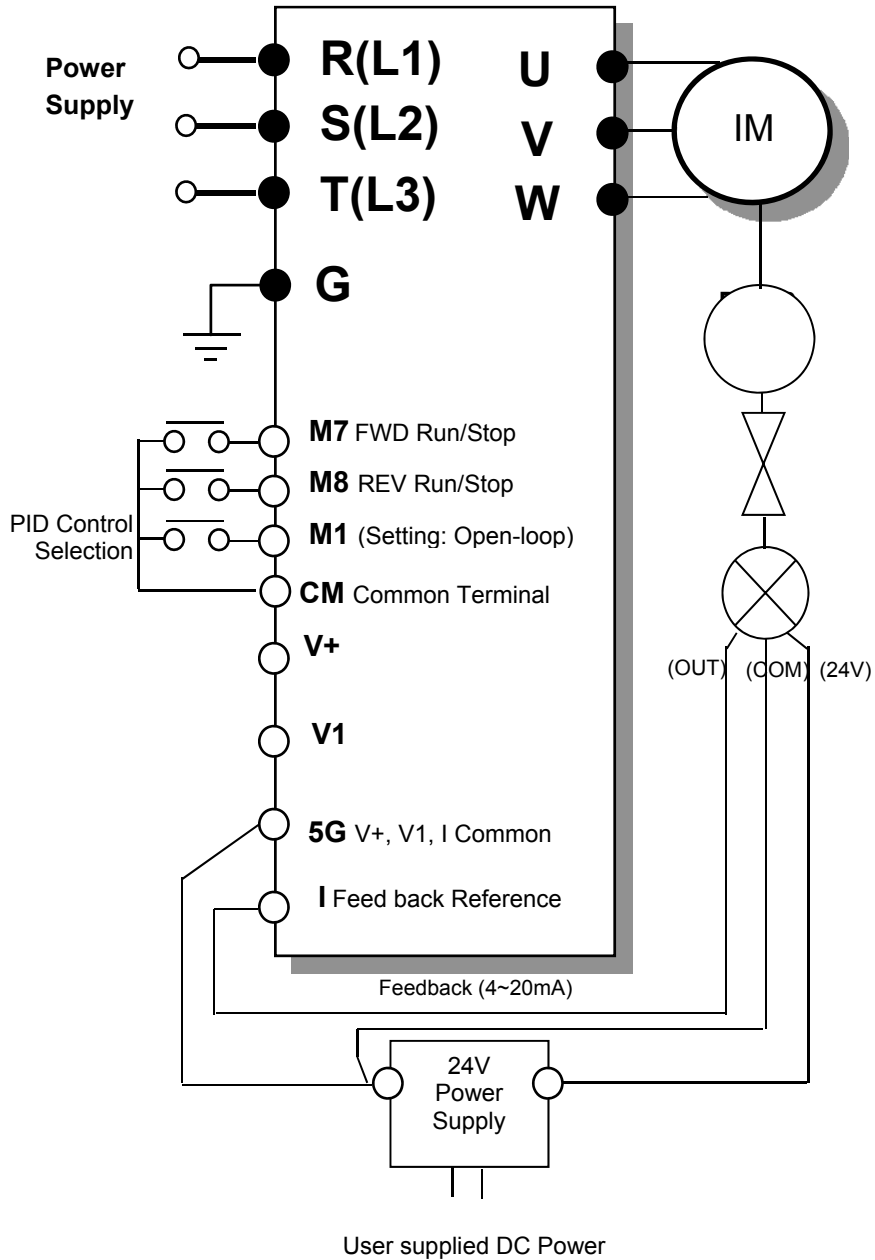 Power
Supply
R(L1)
S(L2)
T(L3)
G
U
V
W
IM
M7 FWD Run/Stop
M8 REV Run/Stop
M1 (Setting: Open-loop)
PID Control
Selection
CM Common Terminal
V+
V1
5G V+, V1, I Common
I Feed back Reference
(OUT) (COM) (24V)
Feedback (4~20mA)
24V
Power
Supply
User supplied DC Power